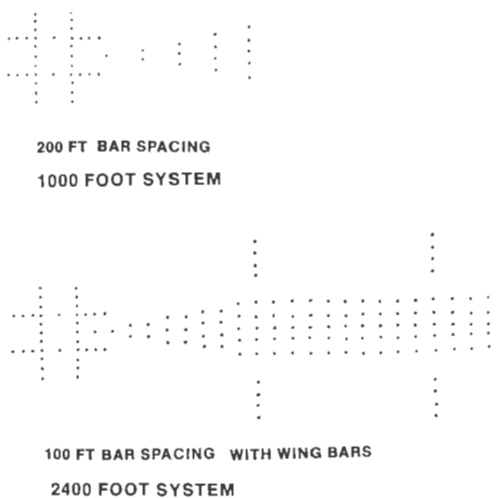 200 FT BAR SPACING
1000 FOOT SYSTEM
100 FT BAR SPACING WITH WING BARS
2400 FOOT SYSTEM